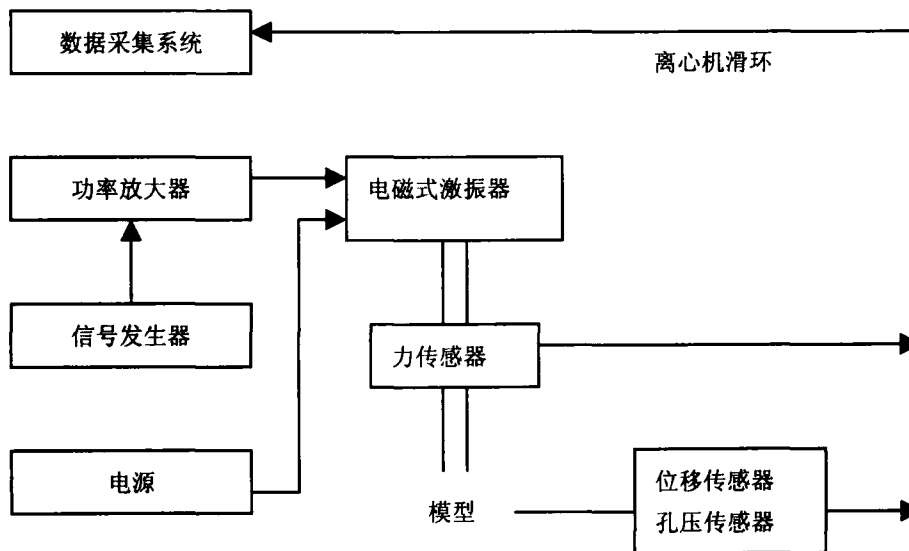 数据采集系统
离心机滑环
功率放大器
电磁式激振器
信号发生器
力传感器
电源
模型
位移传感器
孔压传感器